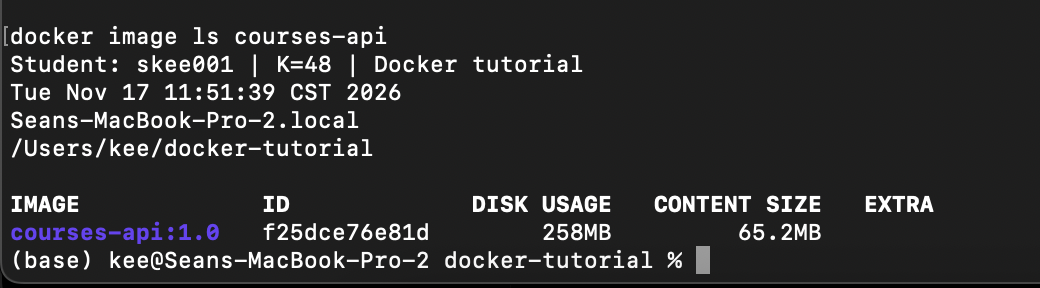 docker image ls courses-api
Student: skee001 | K=48 | Docker tutorial
Tue Nov 17 11:51:39 CST 2026
Seans-MacBook-Pro-2.local
/Users/kee/docker-tutorial
IMAGE ID DISK USAGE CONTENT SIZE EXTRA
courses-api:1.0 f25dce76e81d 258MB 65.2MB
(base) kee@Seans-MacBook-Pro-2 docker-tutorial %